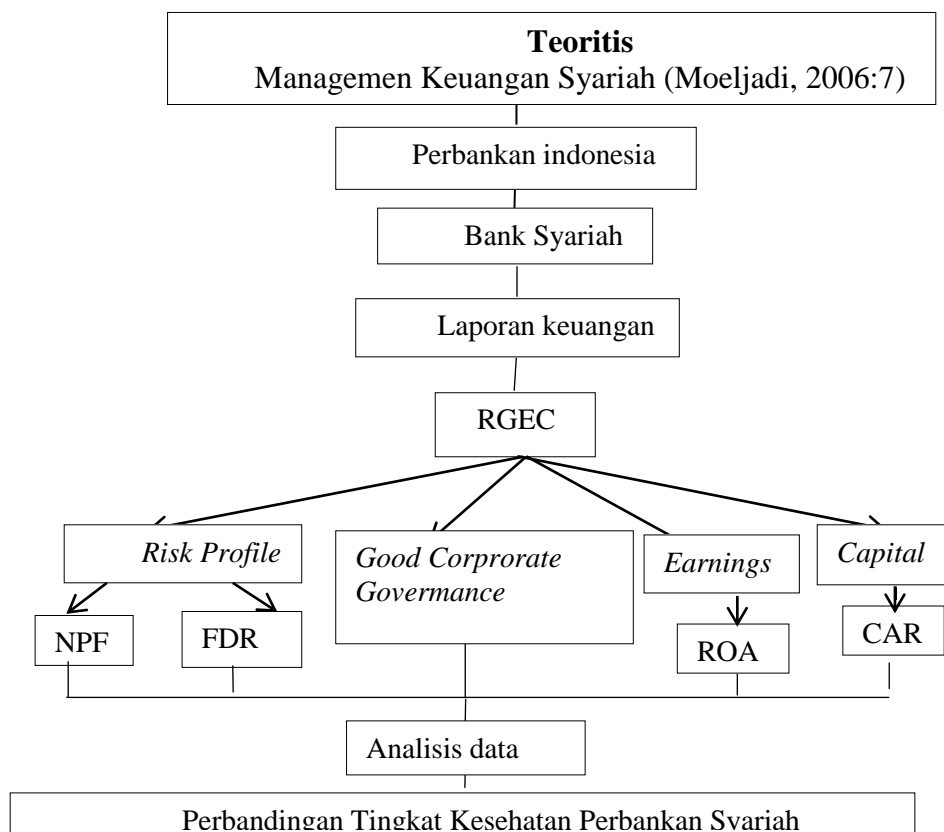 Teoritis
Managemen Keuangan Syariah (Moeljadi, 2006:7)
Perbankan indonesia
Bank Syariah
Laporan keuangan
RGEC
Risk Profile
Good Corprorate
Govermance
Earnings
Capital
NPF
FDR
ROA
CAR
Analisis data
Perbandingan Tingkat Kesehatan Perbankan Syariah